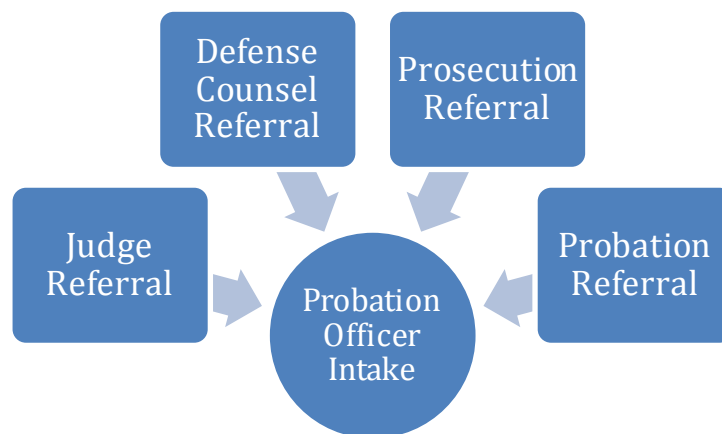 Defense
Counsel
Referral
Prosecution
Referral
Judge
Referral
Probation
Referral
Probation
Officer
Intake